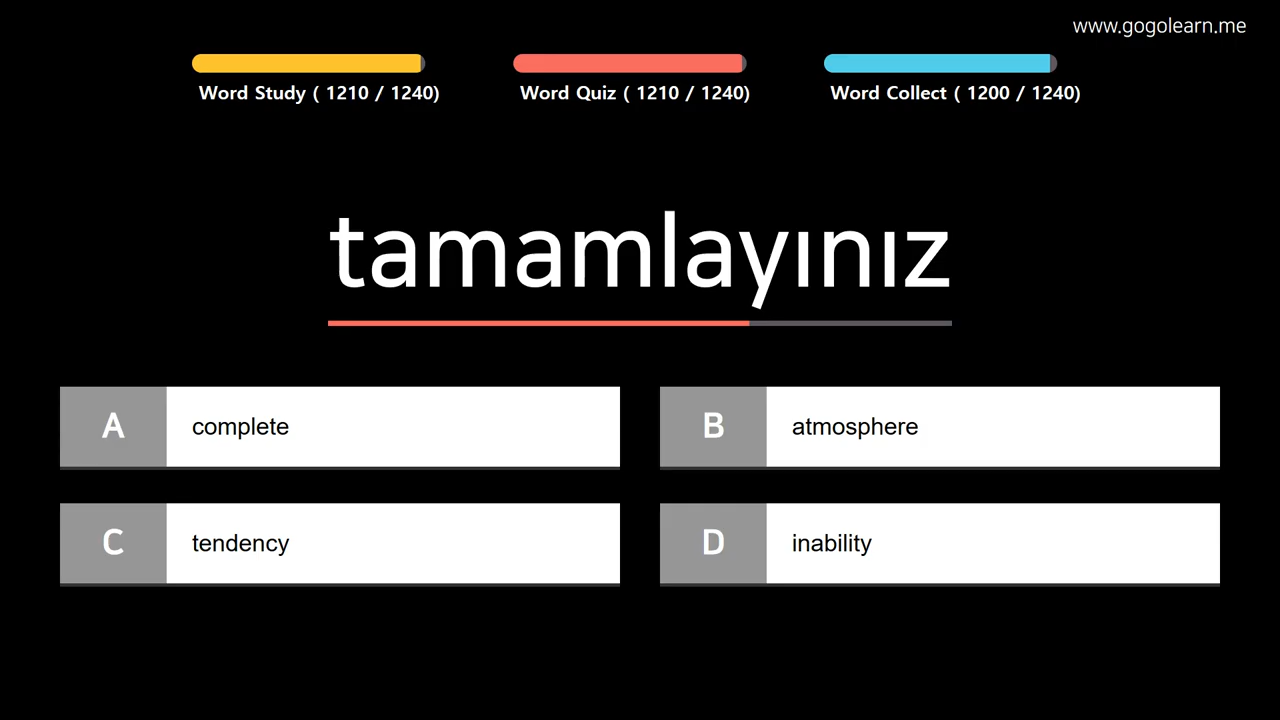 www.gogolearn.me
Word Study ( 1210 / 1240)
Word Quiz ( 1210 / 1240)
Word Collect ( 1200 / 1240)
tamamlayınız
A complete
B atmosphere
C tendency
D inability